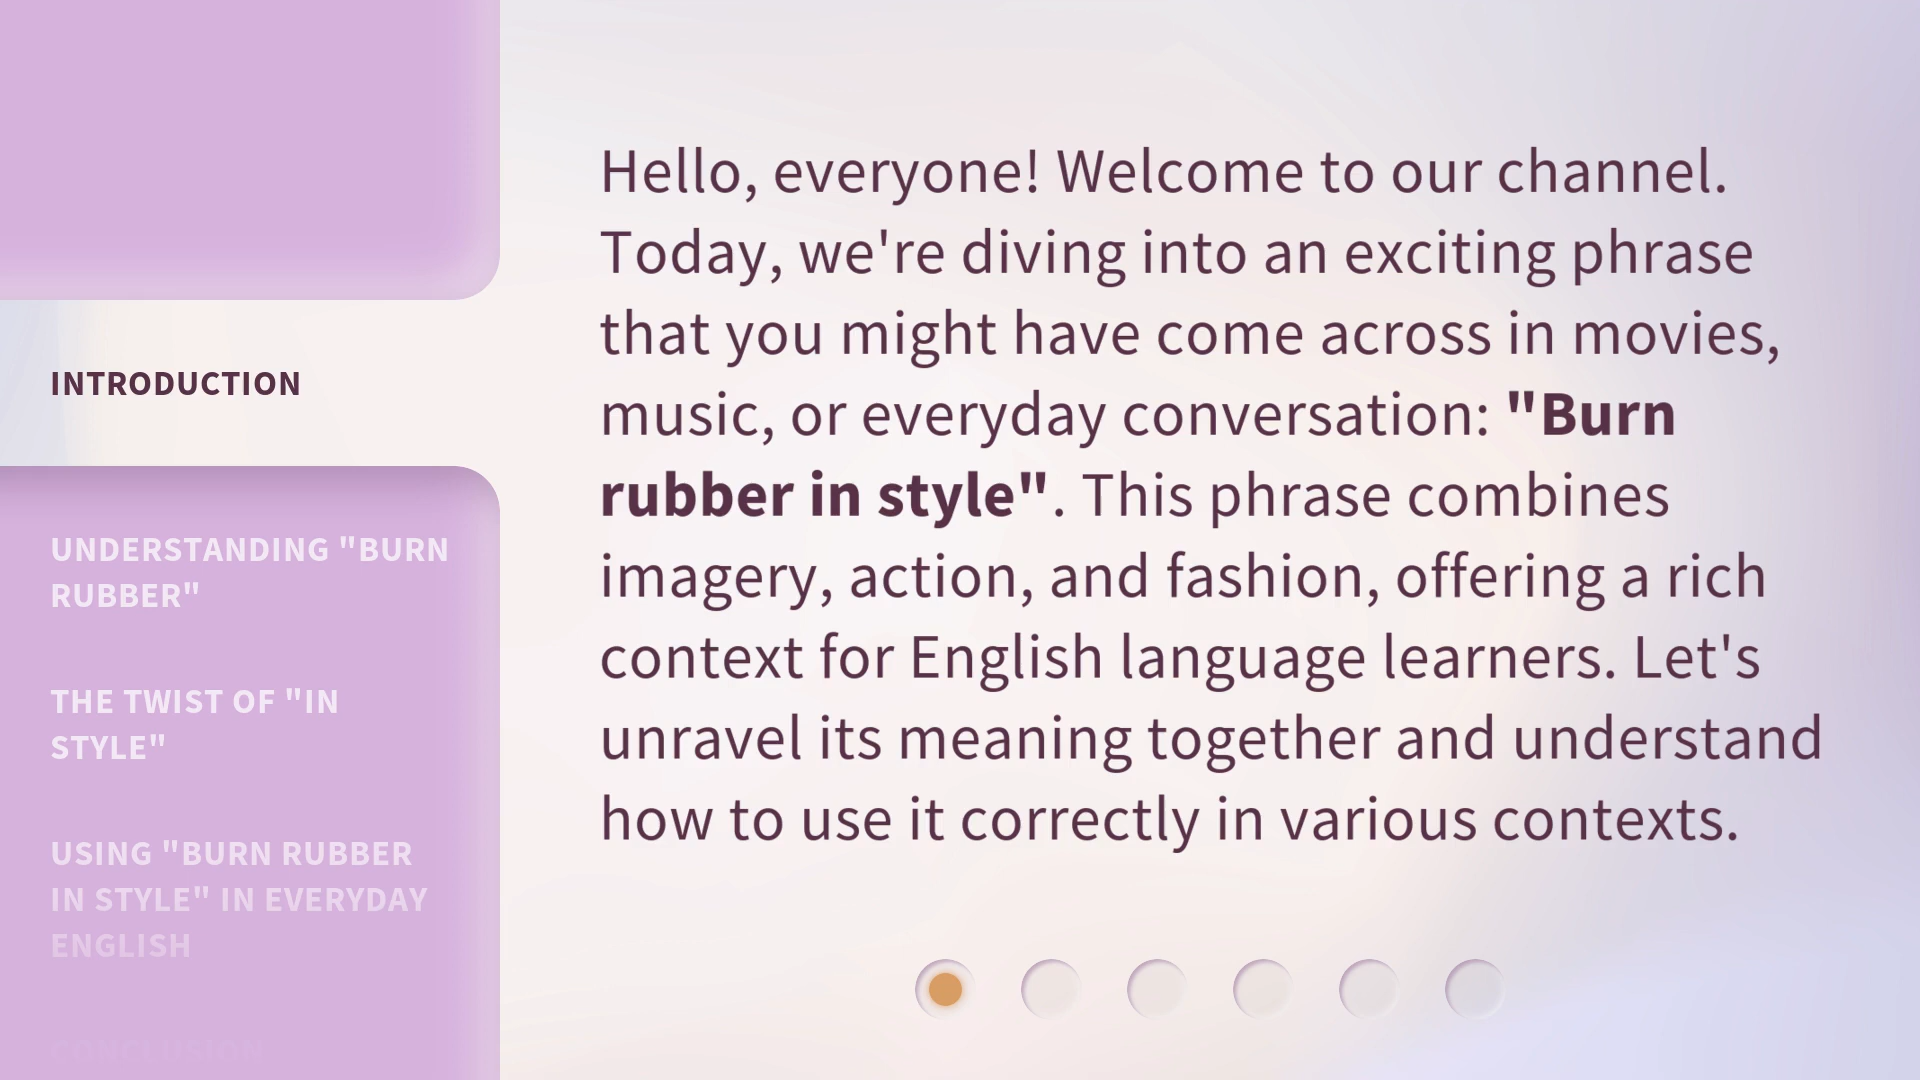 INTRODUCTION
UNDERSTANDING "BURN
RUBBER"
THE TWIST OF "IN
STYLE"
USING "BURN RUBBER
IN STYLE" IN EVERYDAY
ENGLISH
CONCLUSION
Hello, everyone! Welcome to our channel.
Today, we're diving into an exciting phrase
that you might have come across in movies,
music, or everyday conversation: "Burn
rubber in style". This phrase combines
imagery, action, and fashion, offering a rich
context for English language learners. Let's
unravel its meaning together and understand
how to use it correctly in various contexts.